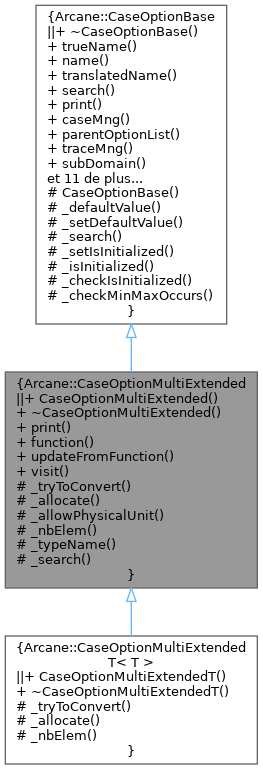 {Arcane::CaseOptionBase
||+ ~CaseOptionBase()
+ trueName()
+ name()
+ translatedName()
+ search()
+ print()
+ caseMng()
+ parentOptionList()
+ traceMng()
+ subDomain()
et 11 de plus...
# CaseOptionBase()
# _defaultValue()
# _setDefaultValue()
# _search()
# _setIsInitialized()
# _isInitialized()
# _checkIsInitialized()
# _checkMinMaxOccurs()
}
{Arcane::CaseOptionMultiExtended
||+ CaseOptionMultiExtended()
+ ~CaseOptionMultiExtended()
+ print()
+ function()
+ updateFromFunction()
+ visit()
# _tryToConvert()
# _allocate()
# _allowPhysicalUnit()
# _nbElem()
# _typeName()
# _search()
}
{Arcane::CaseOptionMultiExtended
T< T >
||+ CaseOptionMultiExtendedT()
+ ~CaseOptionMultiExtendedT()
# _tryToConvert()
# _allocate()
# _nbElem()
}